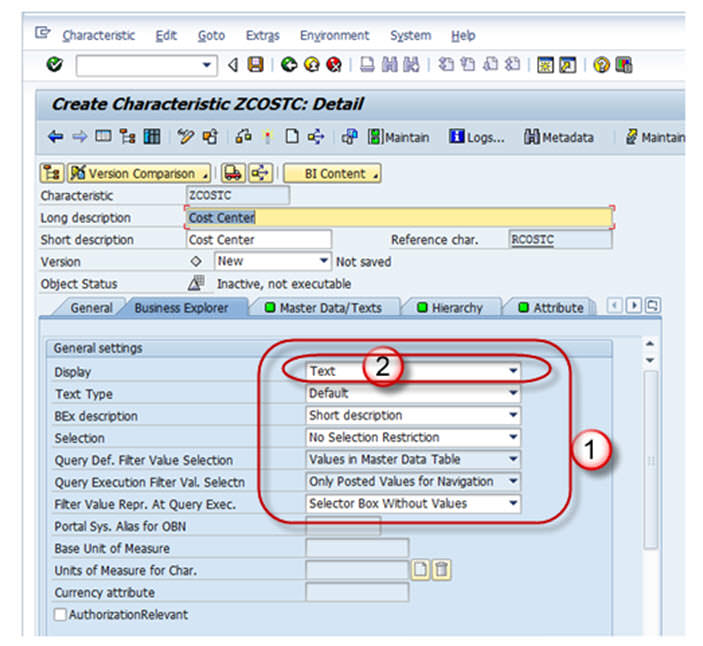 Characteristic Edit Goto Extras Environment System Help
Create Characteristic ZCOSTC: Detail
Maintain Logs... Metadata Maintain
Version Comparison BI Content
Characteristic ZCOSTC
Long description Cost Center
Short description Cost Center Reference char. RCOSTC
Version New Not saved
Object Status Inactive, not executable
General Business Explorer Master Data/Texts Hierarchy Attribute
General settings
Display Text 2
Text Type Default
BEx description Short description
Selection No Selection Restriction 1
Query Def. Filter Value Selection Values in Master Data Table
Query Execution Filter Val. Selectn Only Posted Values for Navigation
Filter Value Repr. At Query Exec. Selector Box Without Values
Portal Sys. Alias for OBN
Base Unit of Measure
Units of Measure for Char.
Currency attribute
AuthorizationRelevant